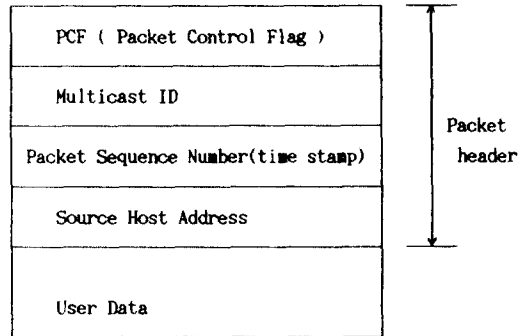 PCF ( Packet Control Flag )
Multicast ID
Packet Sequence Number(time stamp)
Source Host Address
User Data
Packet
header